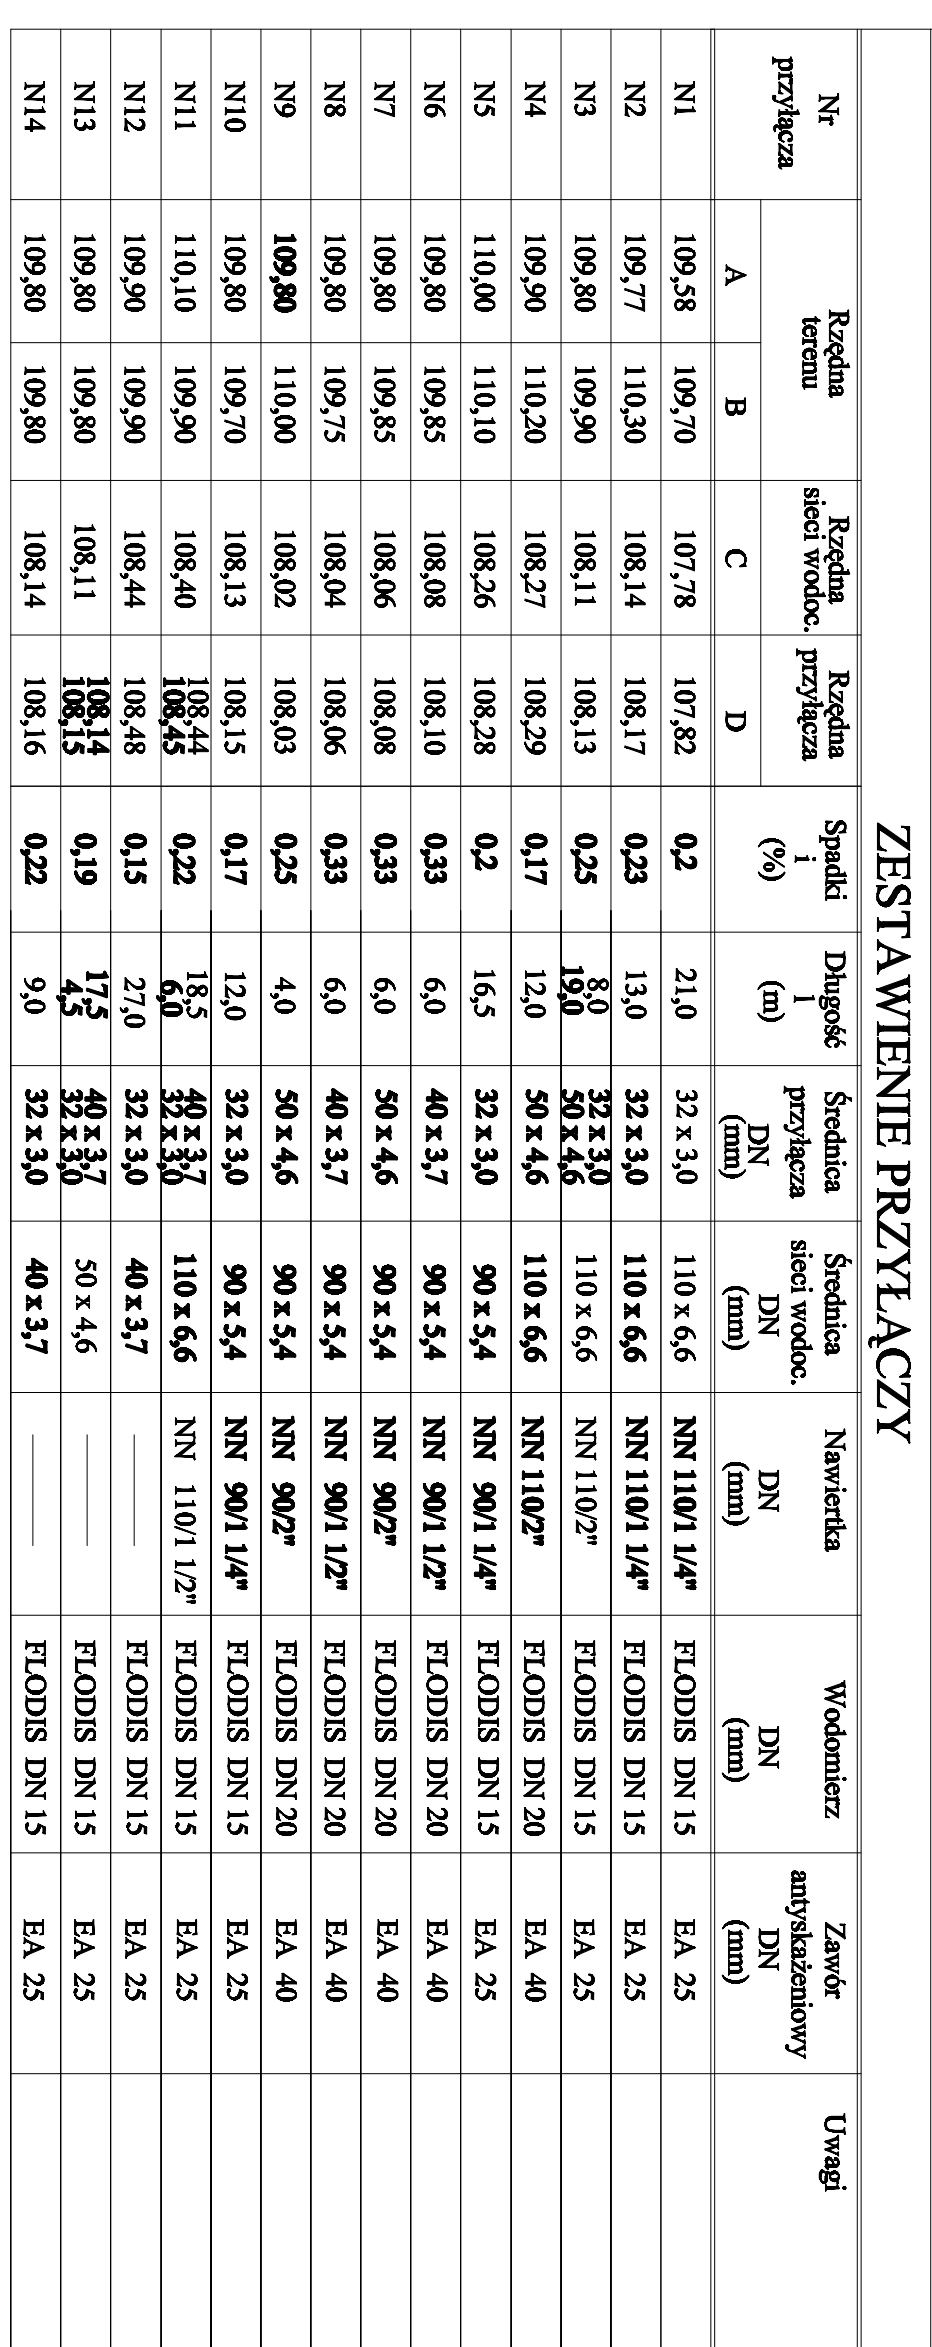 ZESTAWIENIE PRZYŁĄCZY
Nr przyłącza | Rzędna terenu | Rzędna sieci wodoc. | Rzędna przyłącza | Spadki i (%) | Długość l (m) | Średnica przyłącza DN (mm) | Średnica sieci wodoc. DN (mm) | Nawiertka DN (mm) | Wodomierz DN (mm) | Zawór antyskażeniowy DN (mm) | Uwagi
A B C D
N1 109,58 109,70 107,78 107,82 0,2 21,0 32 x 3,0 110 x 6,6 NN 110/1 1/4" FLODIS DN 15 EA 25
N2 109,77 110,30 108,14 108,17 0,23 13,0 32 x 3,0 110 x 6,6 NN 110/1 1/4" FLODIS DN 15 EA 25
N3 109,80 109,90 108,11 108,13 0,25 8,0 19,0 32 x 3,0 50 x 4,6 110 x 6,6 NN 110/2" FLODIS DN 15 EA 25
N4 109,90 110,20 108,27 108,29 0,17 12,0 50 x 4,6 110 x 6,6 NN 110/2" FLODIS DN 20 EA 40
N5 110,00 110,10 108,26 108,28 0,2 16,5 32 x 3,0 90 x 5,4 NN 90/1 1/4" FLODIS DN 15 EA 25
N6 109,80 109,85 108,08 108,10 0,33 6,0 40 x 3,7 90 x 5,4 NN 90/1 1/2" FLODIS DN 20 EA 40
N7 109,80 109,85 108,06 108,08 0,33 6,0 50 x 4,6 90 x 5,4 NN 90/2" FLODIS DN 20 EA 40
N8 109,80 109,75 108,04 108,06 0,33 6,0 40 x 3,7 90 x 5,4 NN 90/1 1/2" FLODIS DN 20 EA 40
N9 109,80 110,00 108,02 108,03 0,25 4,0 50 x 4,6 90 x 5,4 NN 90/2" FLODIS DN 20 EA 40
N10 109,80 109,70 108,13 108,15 0,17 12,0 32 x 3,0 90 x 5,4 NN 90/1 1/4" FLODIS DN 15 EA 25
N11 110,10 109,90 108,40 108,44 108,45 0,22 18,5 6,0 40 x 3,7 32 x 3,0 110 x 6,6 NN 110/1 1/2" FLODIS DN 15 EA 25
N12 109,90 109,90 108,44 108,48 0,15 27,0 32 x 3,0 40 x 3,7 FLODIS DN 15 EA 25
N13 109,80 109,80 108,11 108,14 108,15 0,19 17,5 4,5 40 x 3,7 32 x 3,0 50 x 4,6 FLODIS DN 15 EA 25
N14 109,80 109,80 108,14 108,16 0,22 9,0 32 x 3,0 40 x 3,7 FLODIS DN 15 EA 25